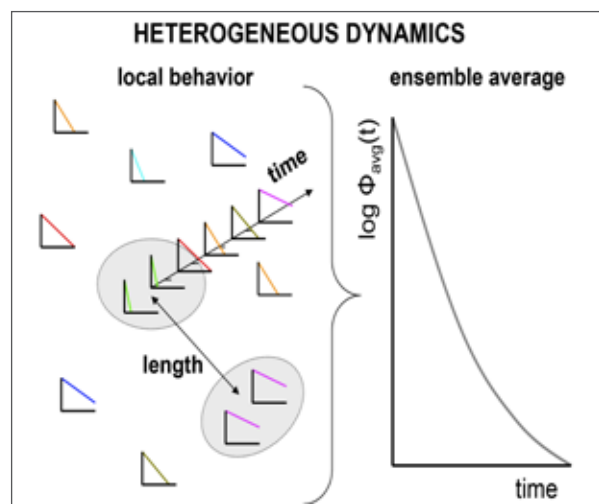 HETEROGENEOUS DYNAMICS
local behavior
ensemble average
time
length
log Φavg(t)
time